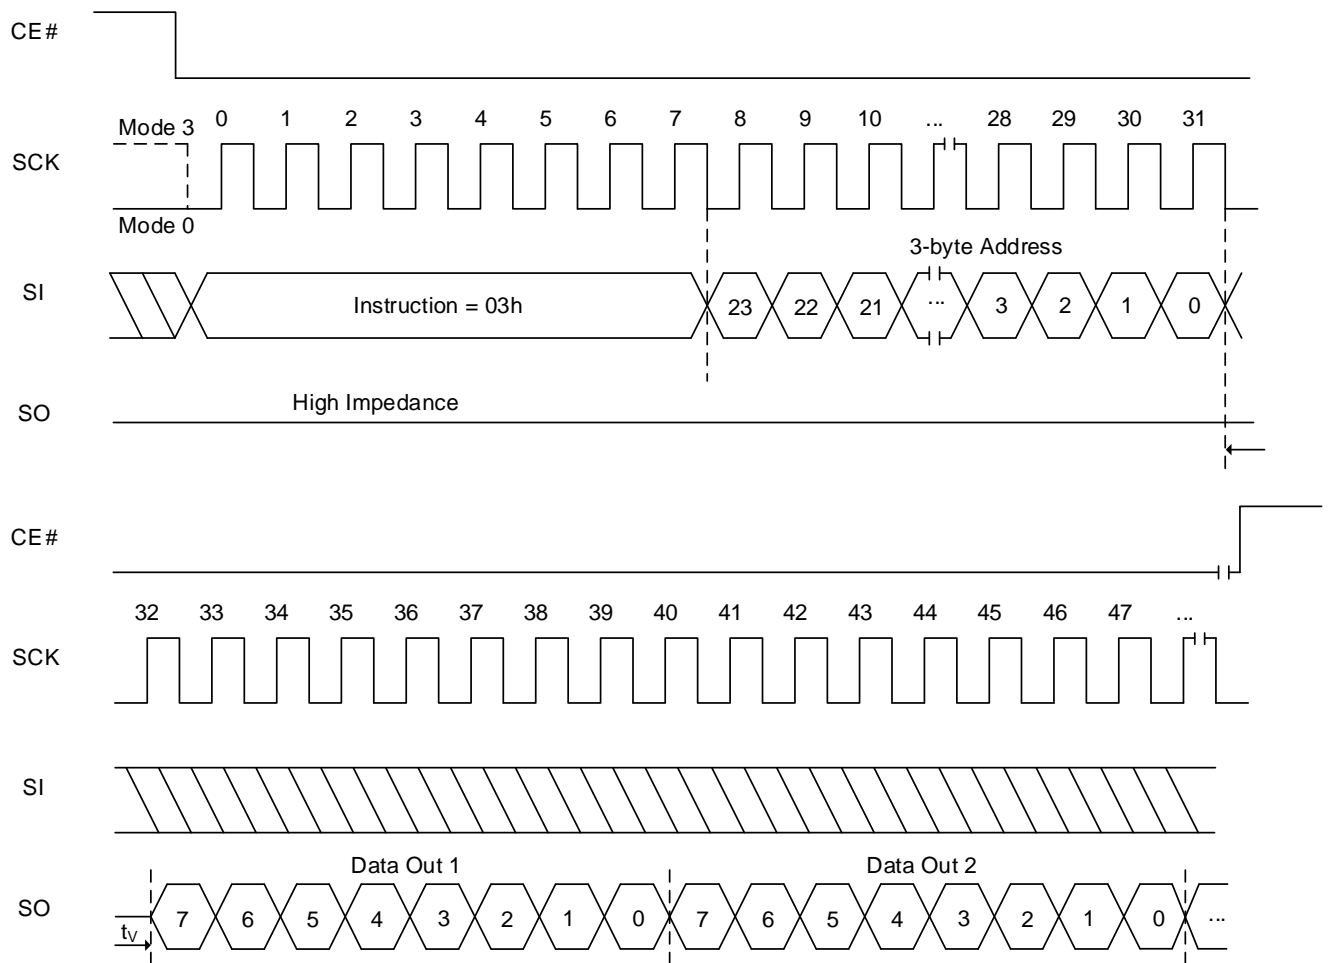 CE#
Mode 3 0 1 2 3 4 5 6 7 8 9 10 ... 28 29 30 31
SCK
Mode 0
3-byte Address
SI Instruction = 03h 23 22 21 ... 3 2 1 0
SO High Impedance
CE#
32 33 34 35 36 37 38 39 40 41 42 43 44 45 46 47 ...
SCK
SI
Data Out 1 Data Out 2
SO 7 6 5 4 3 2 1 0 7 6 5 4 3 2 1 0 ...
tV